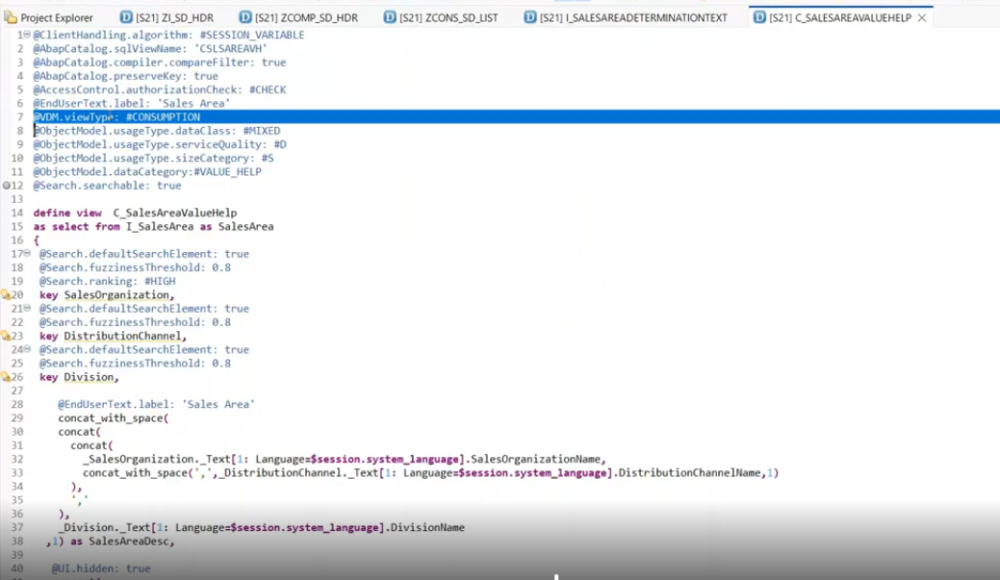 Project Explorer [S21] ZI_SD_HDR [S21] ZCOMP_SD_HDR [S21] ZCONS_SD_LIST [S21] I_SALESAREADETERMINATIONTEXT [S21] C_SALESAREAVALUEHELP
1 @ClientHandling.algorithm: #SESSION_VARIABLE
2 @AbapCatalog.sqlViewName: 'CSLSAREAVH'
3 @AbapCatalog.compiler.compareFilter: true
4 @AbapCatalog.preserveKey: true
5 @AccessControl.authorizationCheck: #CHECK
6 @EndUserText.label: 'Sales Area'
7 @VDM.viewType: #CONSUMPTION
8 @ObjectModel.usageType.dataClass: #MIXED
9 @ObjectModel.usageType.serviceQuality: #D
10 @ObjectModel.usageType.sizeCategory: #S
11 @ObjectModel.dataCategory:#VALUE_HELP
12 @Search.searchable: true
13
14 define view  C_SalesAreaValueHelp
15 as select from I_SalesArea as SalesArea
16 {
17 @Search.defaultSearchElement: true
18 @Search.fuzzinessThreshold: 0.8
19 @Search.ranking: #HIGH
20 key SalesOrganization,
21 @Search.defaultSearchElement: true
22 @Search.fuzzinessThreshold: 0.8
23 key DistributionChannel,
24 @Search.defaultSearchElement: true
25 @Search.fuzzinessThreshold: 0.8
26 key Division,
27
28 @EndUserText.label: 'Sales Area'
29 concat_with_space(
30 concat(
31 concat(
32 _SalesOrganization._Text[1: Language=$session.system_language].SalesOrganizationName,
33 concat_with_space(',',_DistributionChannel._Text[1: Language=$session.system_language].DistributionChannelName,1)
34 ),
35 ','
36 ),
37 _Division._Text[1: Language=$session.system_language].DivisionName
38 ,1) as SalesAreaDesc,
39
40 @UI.hidden: true